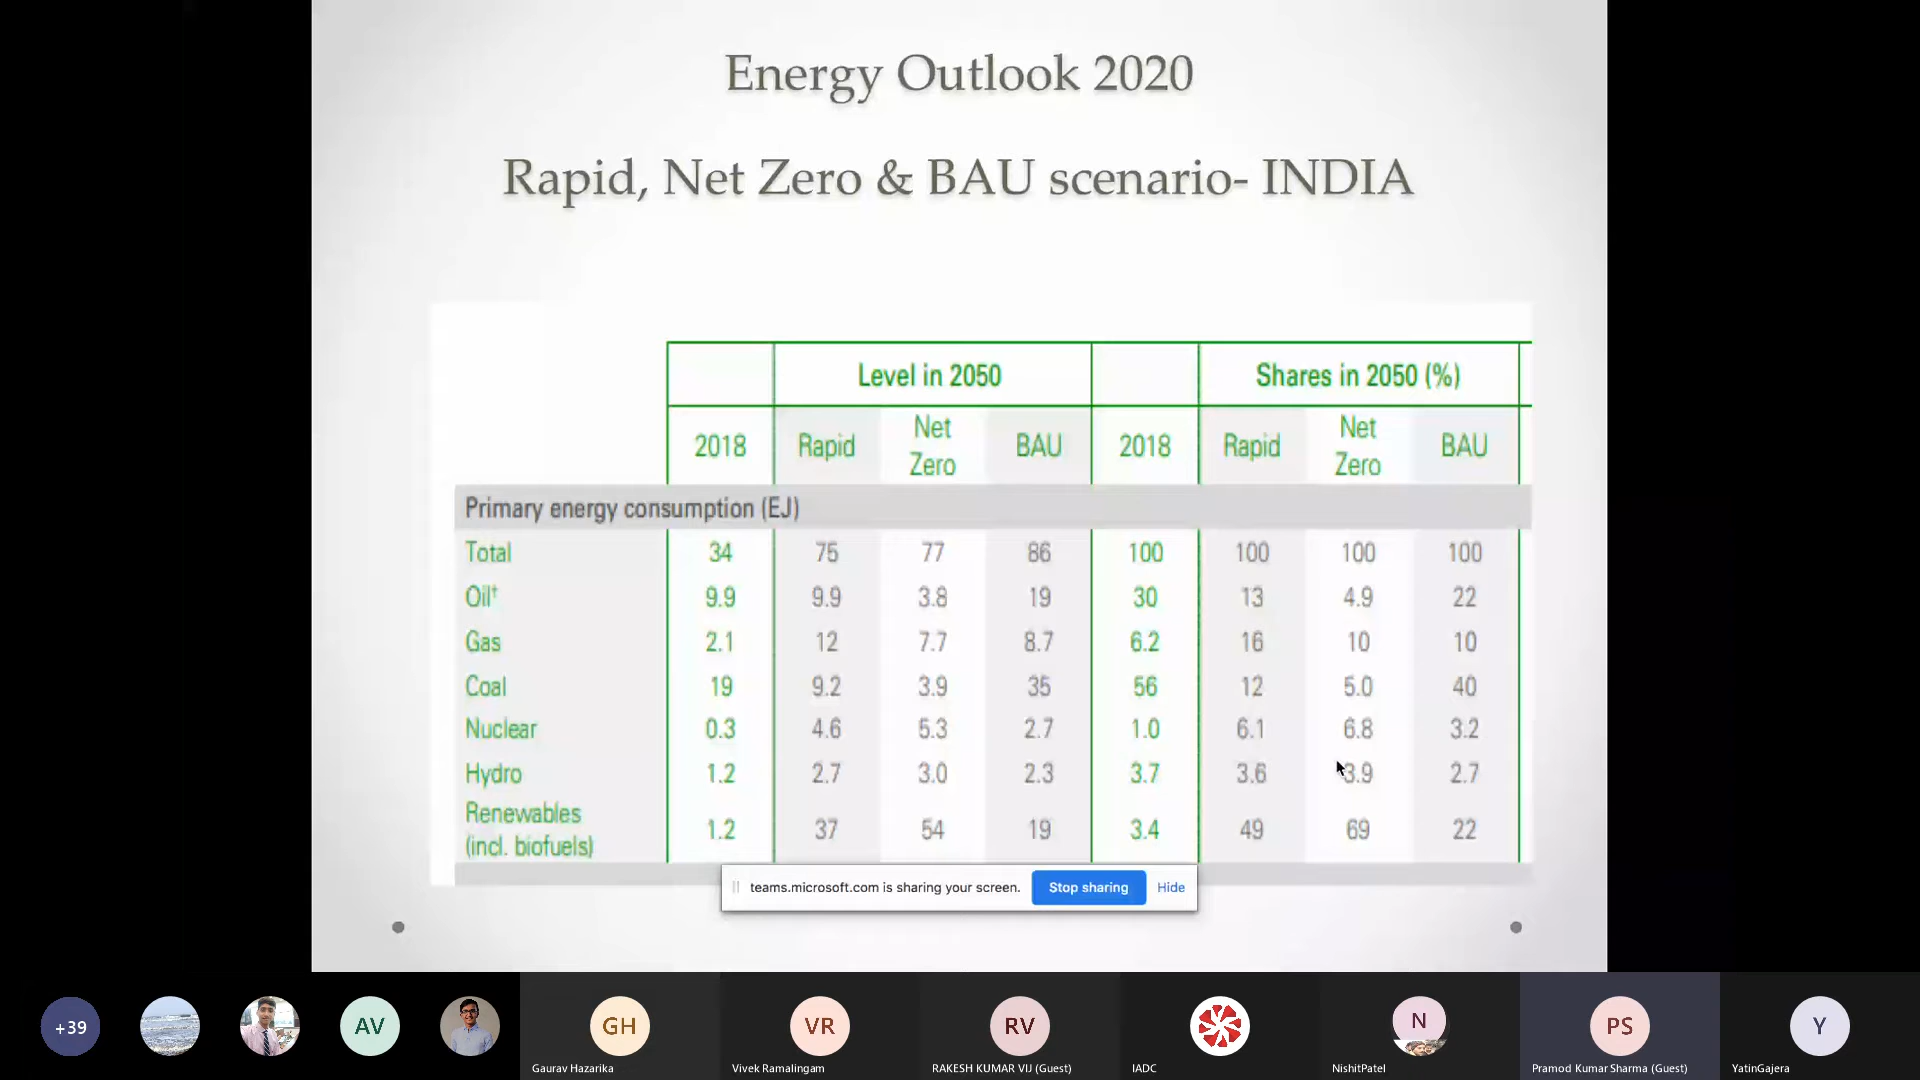 Energy Outlook 2020
Rapid, Net Zero & BAU scenario- INDIA
Level in 2050 Shares in 2050 (%)
2018 Rapid Net Zero BAU 2018 Rapid Net Zero BAU
Primary energy consumption (EJ)
Total 34 75 77 86 100 100 100 100
Oil† 9.9 9.9 3.8 19 30 13 4.9 22
Gas 2.1 12 7.7 8.7 6.2 16 10 10
Coal 19 9.2 3.9 35 56 12 5.0 40
Nuclear 0.3 4.6 5.3 2.7 1.0 6.1 6.8 3.2
Hydro 1.2 2.7 3.0 2.3 3.7 3.6 3.9 2.7
Renewables
(incl. biofuels) 1.2 37 54 19 3.4 49 69 22
teams.microsoft.com is sharing your screen. Stop sharing Hide
+39 AV GH VR RV N PS Y
Gaurav Hazarika Vivek Ramalingam RAKESH KUMAR VIJ (Guest) IADC NishitPatel Pramod Kumar Sharma (Guest) YatinGajera